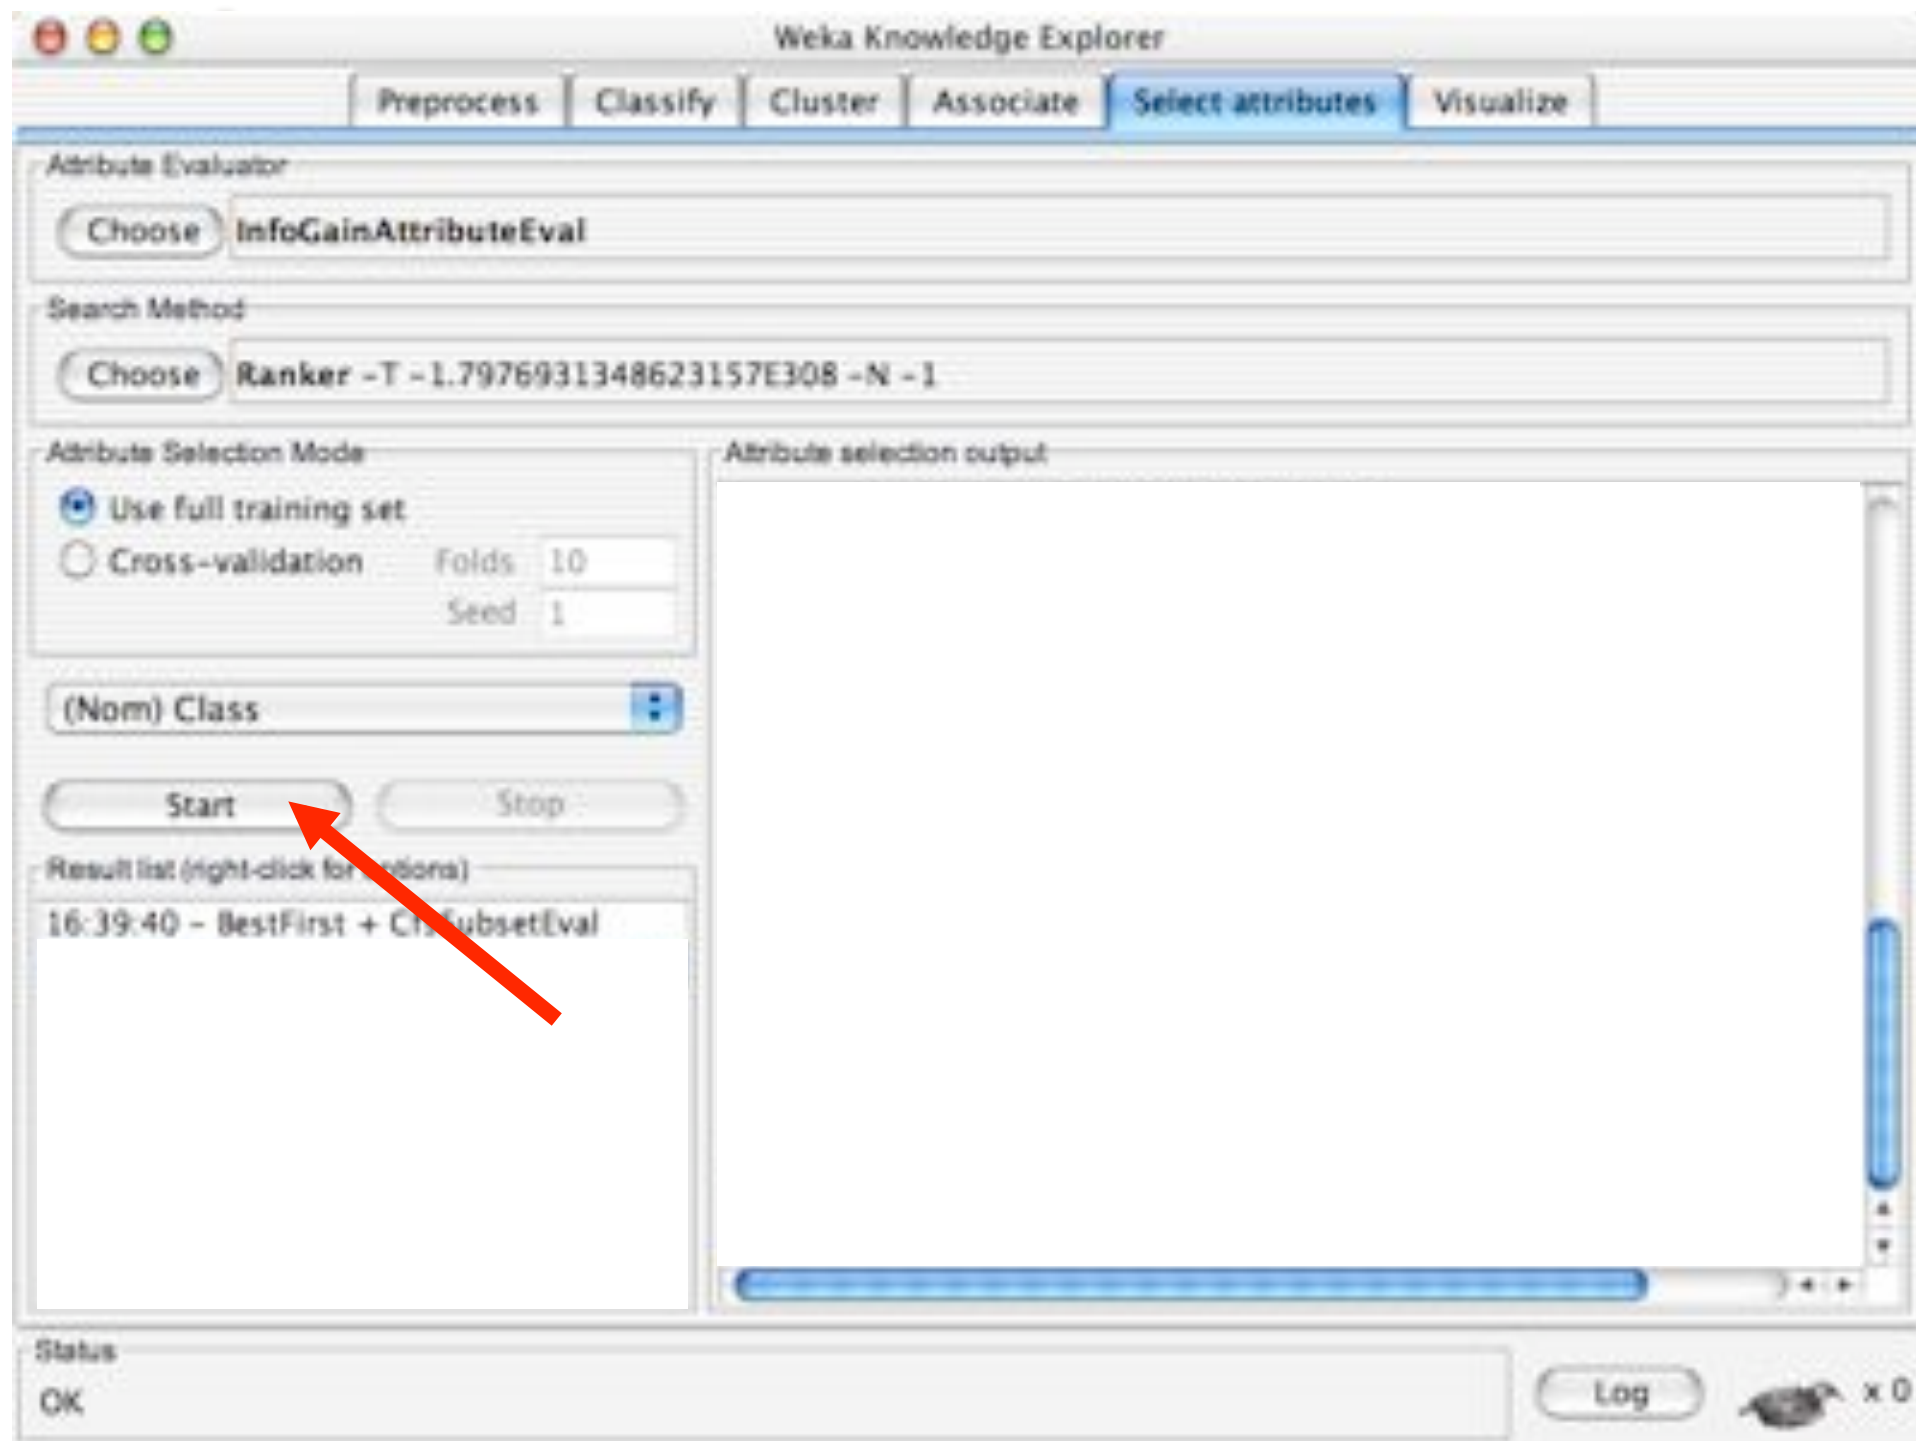 Weka Knowledge Explorer
Preprocess Classify Cluster Associate Select attributes Visualize
Attribute Evaluator
Choose InfoGainAttributeEval
Search Method
Choose Ranker -T -1.7976931348623157E308 -N -1
Attribute Selection Mode
Use full training set
Cross-validation Folds 10
Seed 1
(Nom) Class
Start Stop
Result list (right-click for options)
16:39:40 - BestFirst + CfsSubsetEval
Attribute selection output
Status
OK
Log
x 0